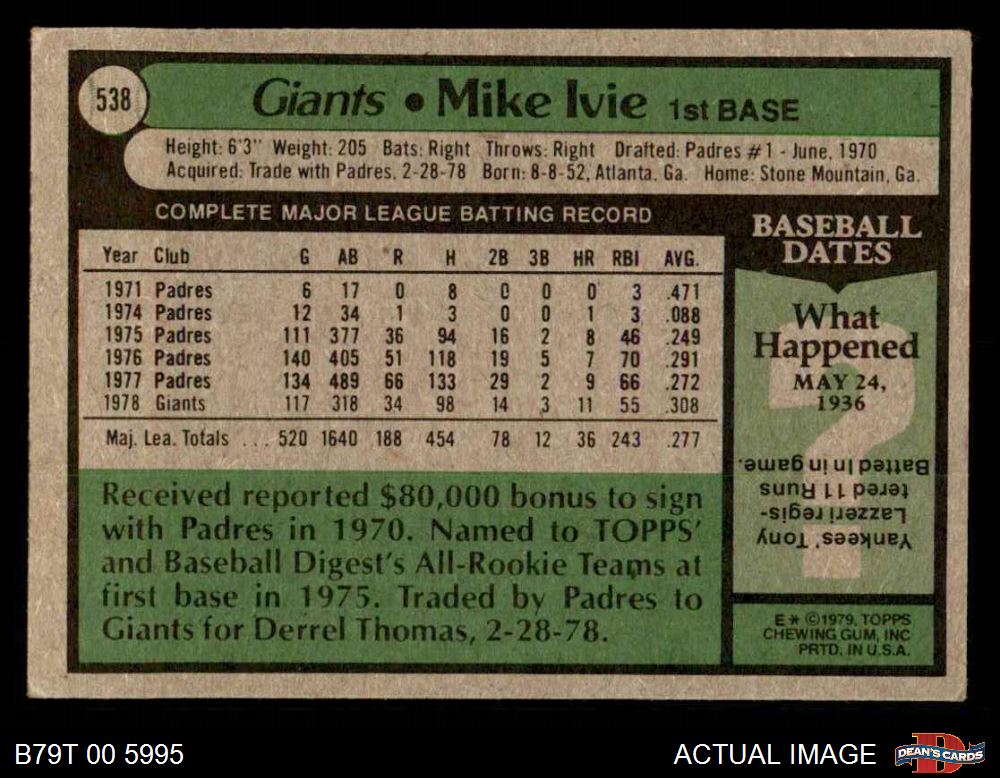 538
Giants • Mike Ivie 1st BASE
Height: 6'3" Weight: 205 Bats: Right Throws: Right Drafted: Padres #1 - June, 1970
Acquired: Trade with Padres, 2-28-78 Born: 8-8-52, Atlanta, Ga. Home: Stone Mountain, Ga.
COMPLETE MAJOR LEAGUE BATTING RECORD
Year Club G AB R H 2B 3B HR RBI AVG.
1971 Padres 6 17 0 8 0 0 0 3 .471
1974 Padres 12 34 1 3 0 0 1 3 .088
1975 Padres 111 377 36 94 16 2 8 46 .249
1976 Padres 140 405 51 118 19 5 7 70 .291
1977 Padres 134 489 66 133 29 2 9 66 .272
1978 Giants 117 318 34 98 14 3 11 55 .308
Maj. Lea. Totals ... 520 1640 188 454 78 12 36 243 .277
Received reported $80,000 bonus to sign
with Padres in 1970. Named to TOPPS'
and Baseball Digest's All-Rookie Teams at
first base in 1975. Traded by Padres to
Giants for Derrel Thomas, 2-28-78.
BASEBALL
DATES
What
Happened
MAY 24,
1936
?
Yankees' Tony
Lazzeri regis-
tered 11 Runs
Batted In in game.
E * ©1979, TOPPS
CHEWING GUM, INC
PRTD. IN U.S.A.
B79T 00 5995
ACTUAL IMAGE
D
DEAN'S CARDS